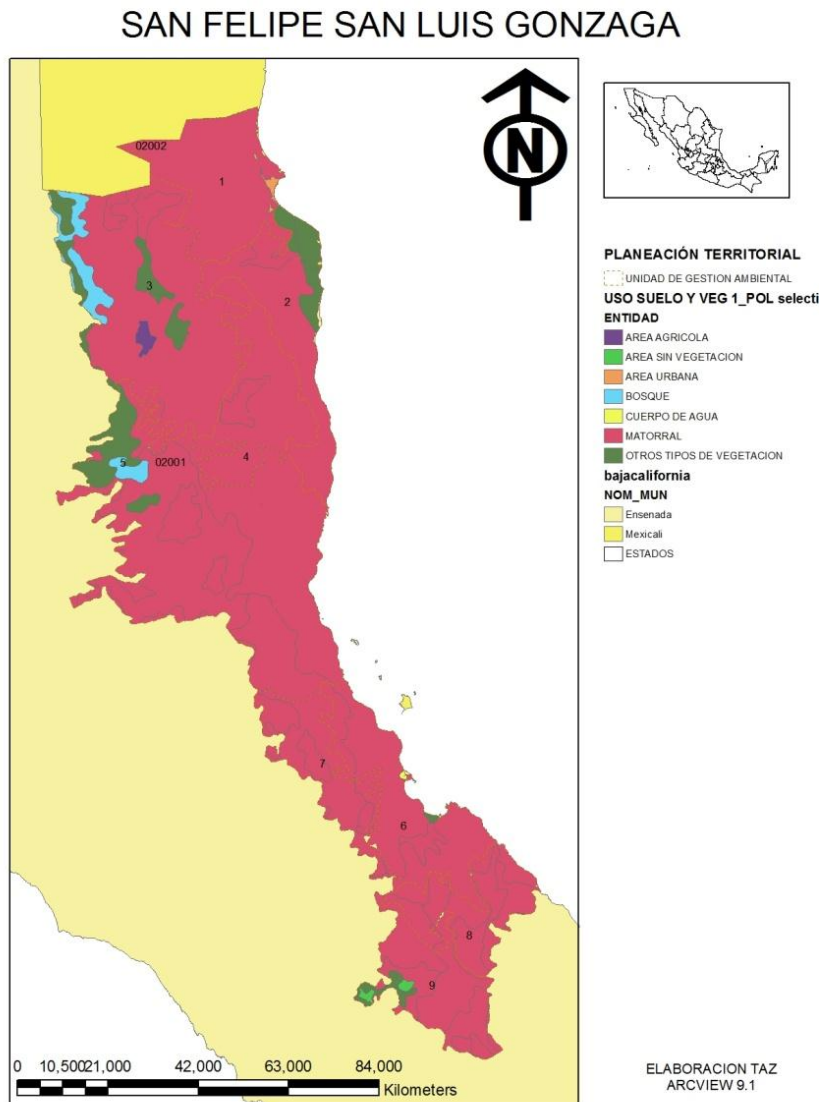 SAN FELIPE SAN LUIS GONZAGA
N
02002
1
3
2
5
02001
4
7
6
8
9
0 10,500 21,000 42,000 63,000 84,000
Kilometers
PLANEACIÓN TERRITORIAL
UNIDAD DE GESTION AMBIENTAL
USO SUELO Y VEG 1_POL selecti
ENTIDAD
AREA AGRICOLA
AREA SIN VEGETACION
AREA URBANA
BOSQUE
CUERPO DE AGUA
MATORRAL
OTROS TIPOS DE VEGETACION
bajacalifornia
NOM_MUN
Ensenada
Mexicali
ESTADOS
ELABORACION TAZ
ARCVIEW 9.1